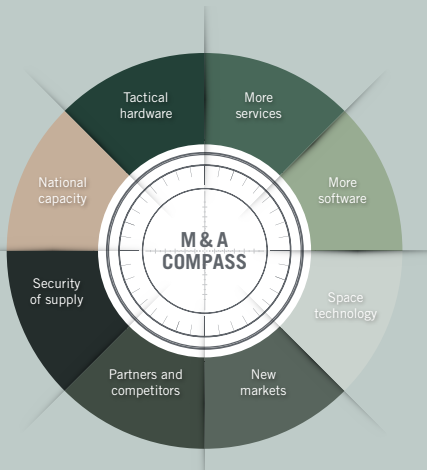 Tactical
hardware
More
services
National
capacity
More
software
M & A
COMPASS
Security
of supply
Space
technology
Partners and
competitors
New
markets